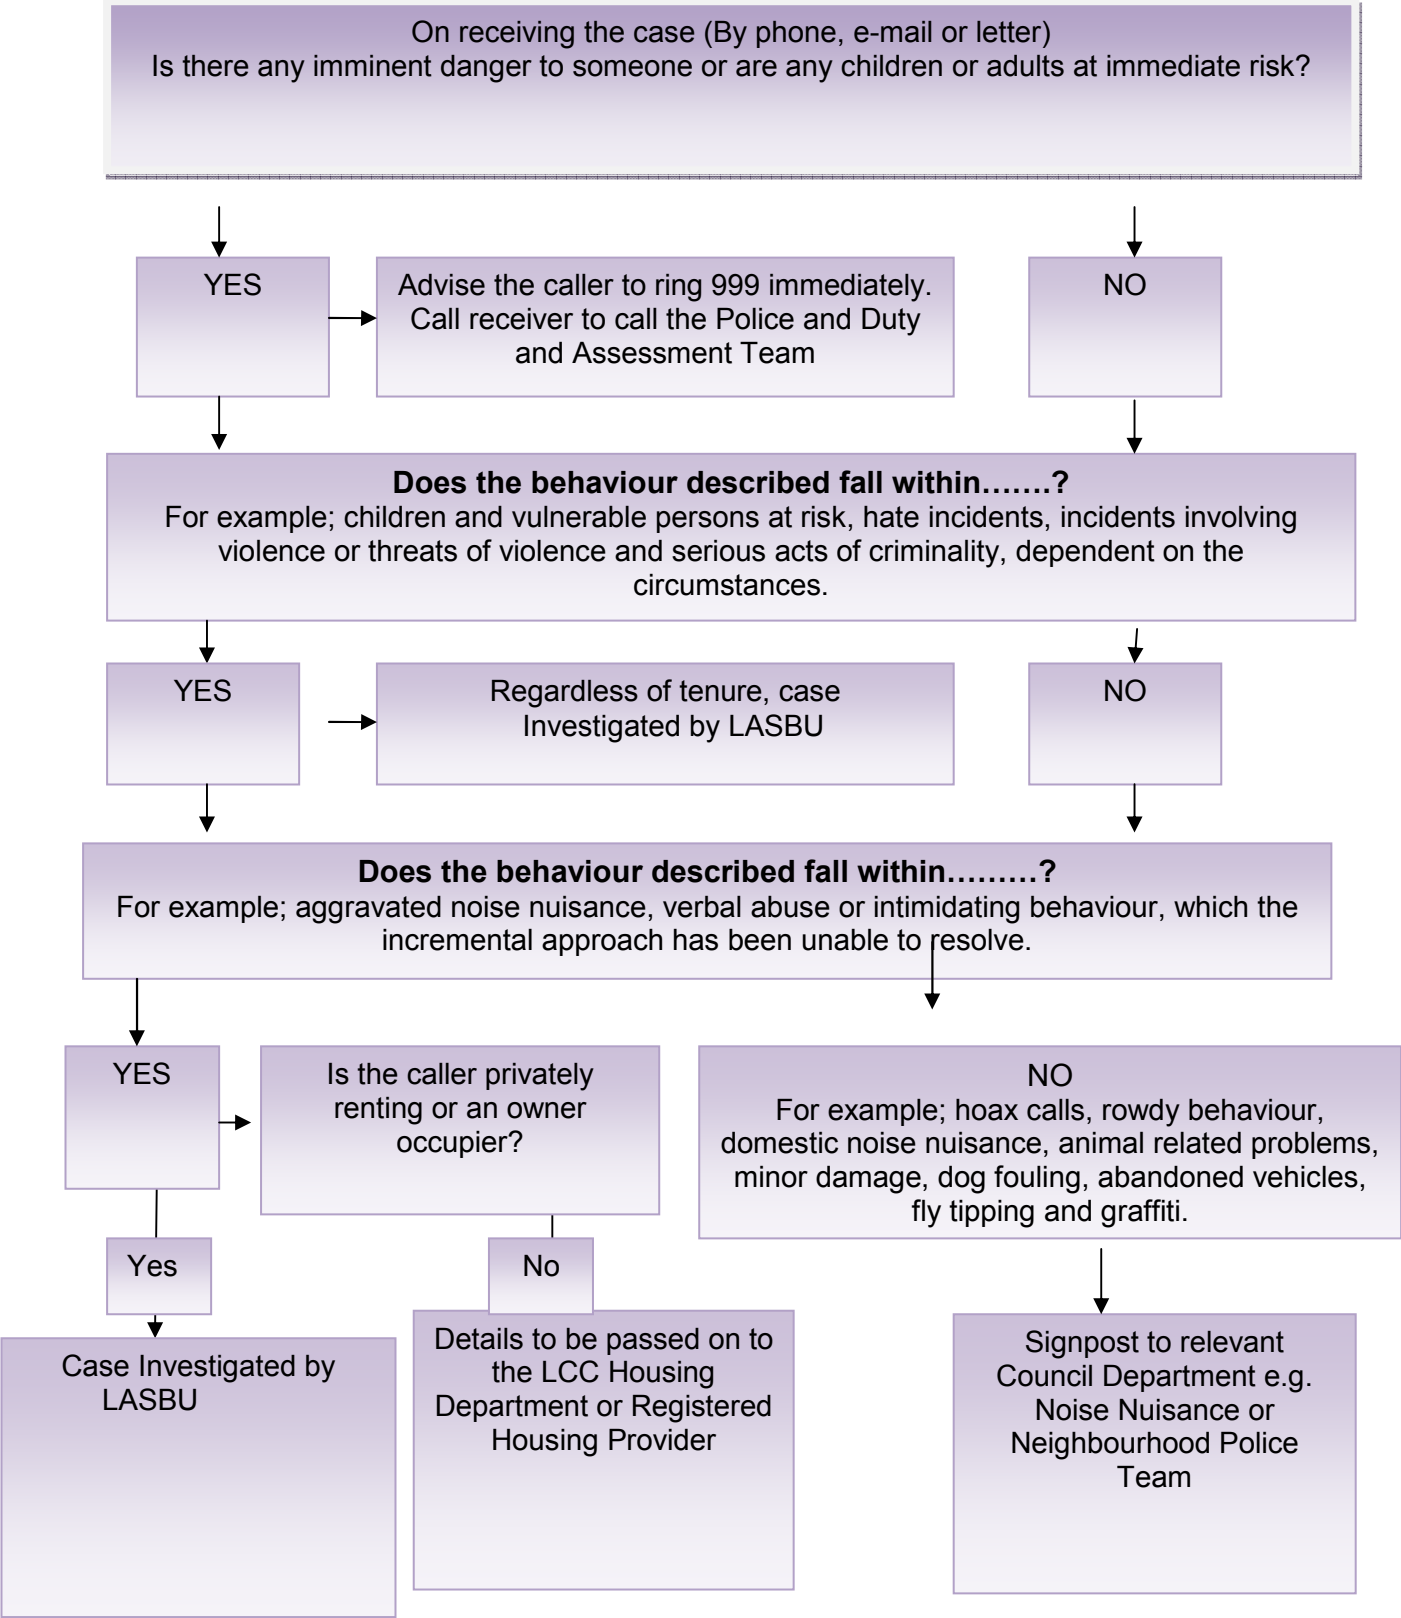 On receiving the case (By phone, e-mail or letter)
Is there any imminent danger to someone or are any children or adults at immediate risk?
YES
Advise the caller to ring 999 immediately.
Call receiver to call the Police and Duty
and Assessment Team
NO
Does the behaviour described fall within…….?
For example; children and vulnerable persons at risk, hate incidents, incidents involving
violence or threats of violence and serious acts of criminality, dependent on the
circumstances.
YES
Regardless of tenure, case
Investigated by LASBU
NO
Does the behaviour described fall within………?
For example; aggravated noise nuisance, verbal abuse or intimidating behaviour, which the
incremental approach has been unable to resolve.
YES
Is the caller privately
renting or an owner
occupier?
NO
For example; hoax calls, rowdy behaviour,
domestic noise nuisance, animal related problems,
minor damage, dog fouling, abandoned vehicles,
fly tipping and graffiti.
Yes
No
Case Investigated by
LASBU
Details to be passed on to
the LCC Housing
Department or Registered
Housing Provider
Signpost to relevant
Council Department e.g.
Noise Nuisance or
Neighbourhood Police
Team